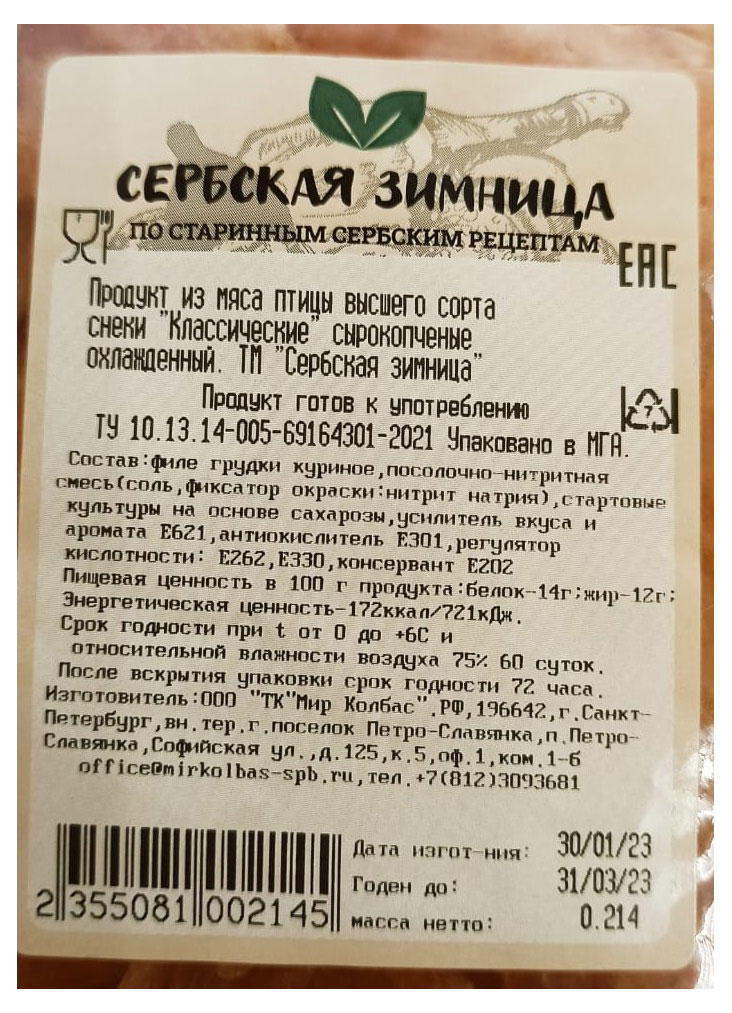 СЕРБСКАЯ ЗИМНИЦА
ПО СТАРИННЫМ СЕРБСКИМ РЕЦЕПТАМ
EAC
Продукт из мяса птицы высшего сорта
снеки "Классические" сырокопченые
охлажденный. ТМ "Сербская зимница"
Продукт готов к употреблению
7
ТУ 10.13.14-005-69164301-2021 Упаковано в МГА.
Состав:филе грудки куриное,посолочно-нитритная
смесь(соль,фиксатор окраски:нитрит натрия),стартовые
культуры на основе сахарозы,усилитель вкуса и
аромата Е621,антиокислитель Е301,регулятор
кислотности: Е262,Е330,консервант Е202
Пищевая ценность в 100 г продукта:белок-14г;жир-12г;
Энергетическая ценность-172ккал/721кДж.
Срок годности при t от 0 до +6С и
относительной влажности воздуха 75% 60 суток.
После вскрытия упаковки срок годности 72 часа.
Изготовитель:ООО "ТК"Мир Колбас".РФ,196642,г.Санкт-
Петербург,вн.тер.г.поселок Петро-Славянка,п.Петро-
Славянка,Софийская ул.,д.125,к.5,оф.1,ком.1-6
office@mirkolbas-spb.ru,тел.+7(812)3093681
Дата изгот-ния: 30/01/23
Годен до: 31/03/23
масса нетто: 0.214
2 355081 002145